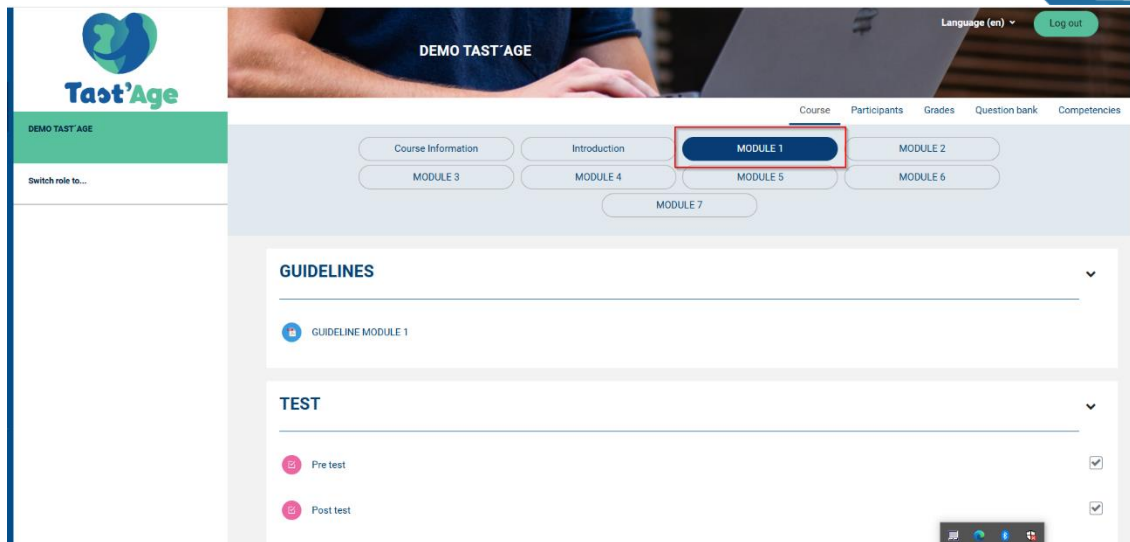 Language (en)
Log out
DEMO TAST´AGE
Tast'Age
Course Participants Grades Question bank Competencies
DEMO TAST´AGE
Switch role to...
Course Information Introduction MODULE 1 MODULE 2
MODULE 3 MODULE 4 MODULE 5 MODULE 6
MODULE 7
GUIDELINES
GUIDELINE MODULE 1
TEST
Pre test
Post test